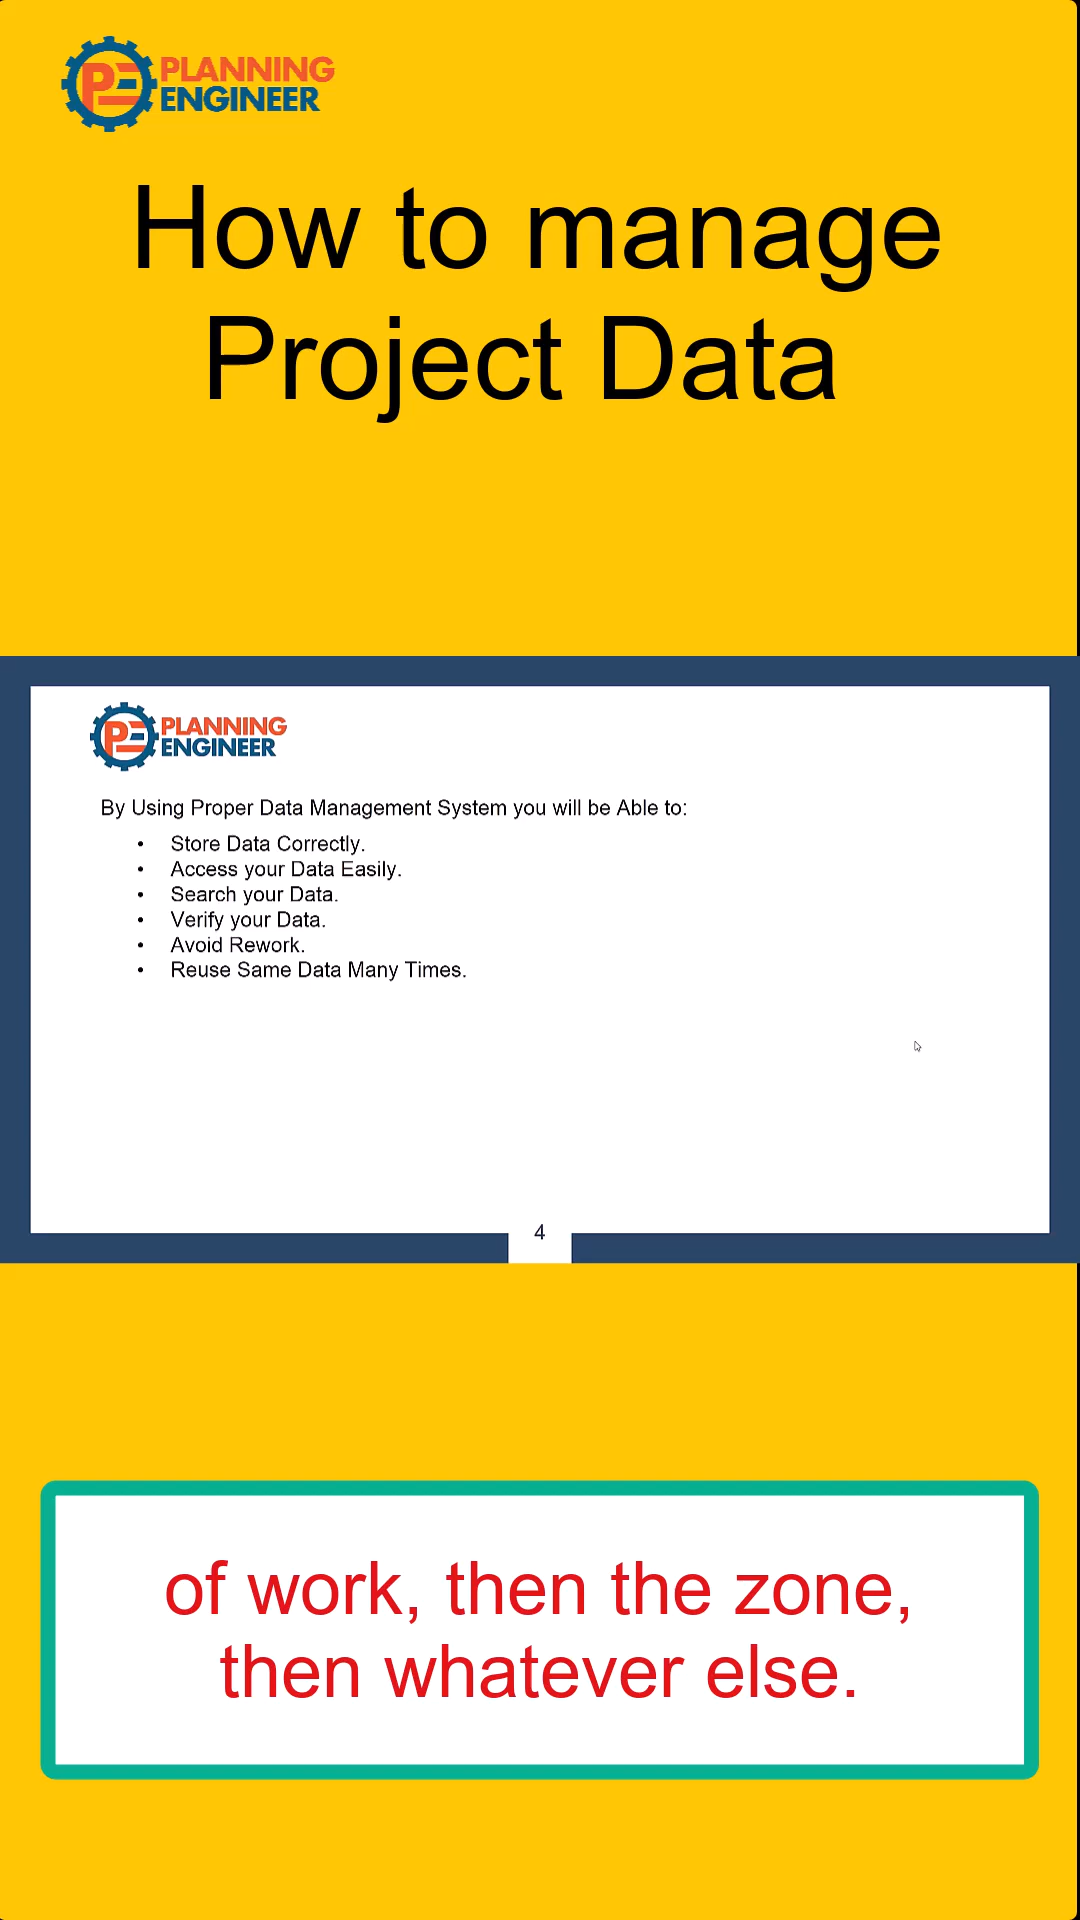 PLANNING
ENGINEER
How to manage
Project Data
PLANNING
ENGINEER
By Using Proper Data Management System you will be Able to:
• Store Data Correctly.
• Access your Data Easily.
• Search your Data.
• Verify your Data.
• Avoid Rework.
• Reuse Same Data Many Times.
4
of work, then the zone,
then whatever else.